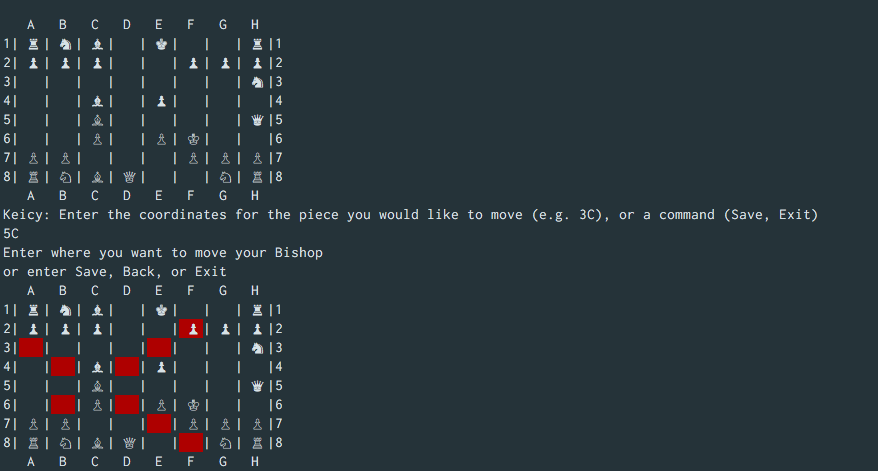 A B C D E F G H
1| ♜ | ♞ | ♝ |   | ♚ |   |   | ♜ |1
2| ♟ | ♟ | ♟ |   |   | ♟ | ♟ | ♟ |2
3|   |   |   |   |   |   |   | ♞ |3
4|   |   | ♝ |   | ♟ |   |   |   |4
5|   |   | ♗ |   |   |   |   | ♛ |5
6|   |   | ♙ |   | ♙ | ♔ |   |   |6
7| ♙ | ♙ |   |   |   | ♙ | ♙ | ♙ |7
8| ♖ | ♘ | ♗ | ♕ |   |   | ♘ | ♖ |8
A B C D E F G H
Keicy: Enter the coordinates for the piece you would like to move (e.g. 3C), or a command (Save, Exit)
5C
Enter where you want to move your Bishop
or enter Save, Back, or Exit
A B C D E F G H
1| ♜ | ♞ | ♝ |   | ♚ |   |   | ♜ |1
2| ♟ | ♟ | ♟ |   |   | ♟ | ♟ | ♟ |2
3|   |   |   |   |   |   |   | ♞ |3
4|   |   | ♝ |   | ♟ |   |   |   |4
5|   |   | ♗ |   |   |   |   | ♛ |5
6|   |   | ♙ |   | ♙ | ♔ |   |   |6
7| ♙ | ♙ |   |   |   | ♙ | ♙ | ♙ |7
8| ♖ | ♘ | ♗ | ♕ |   |   | ♘ | ♖ |8
A B C D E F G H